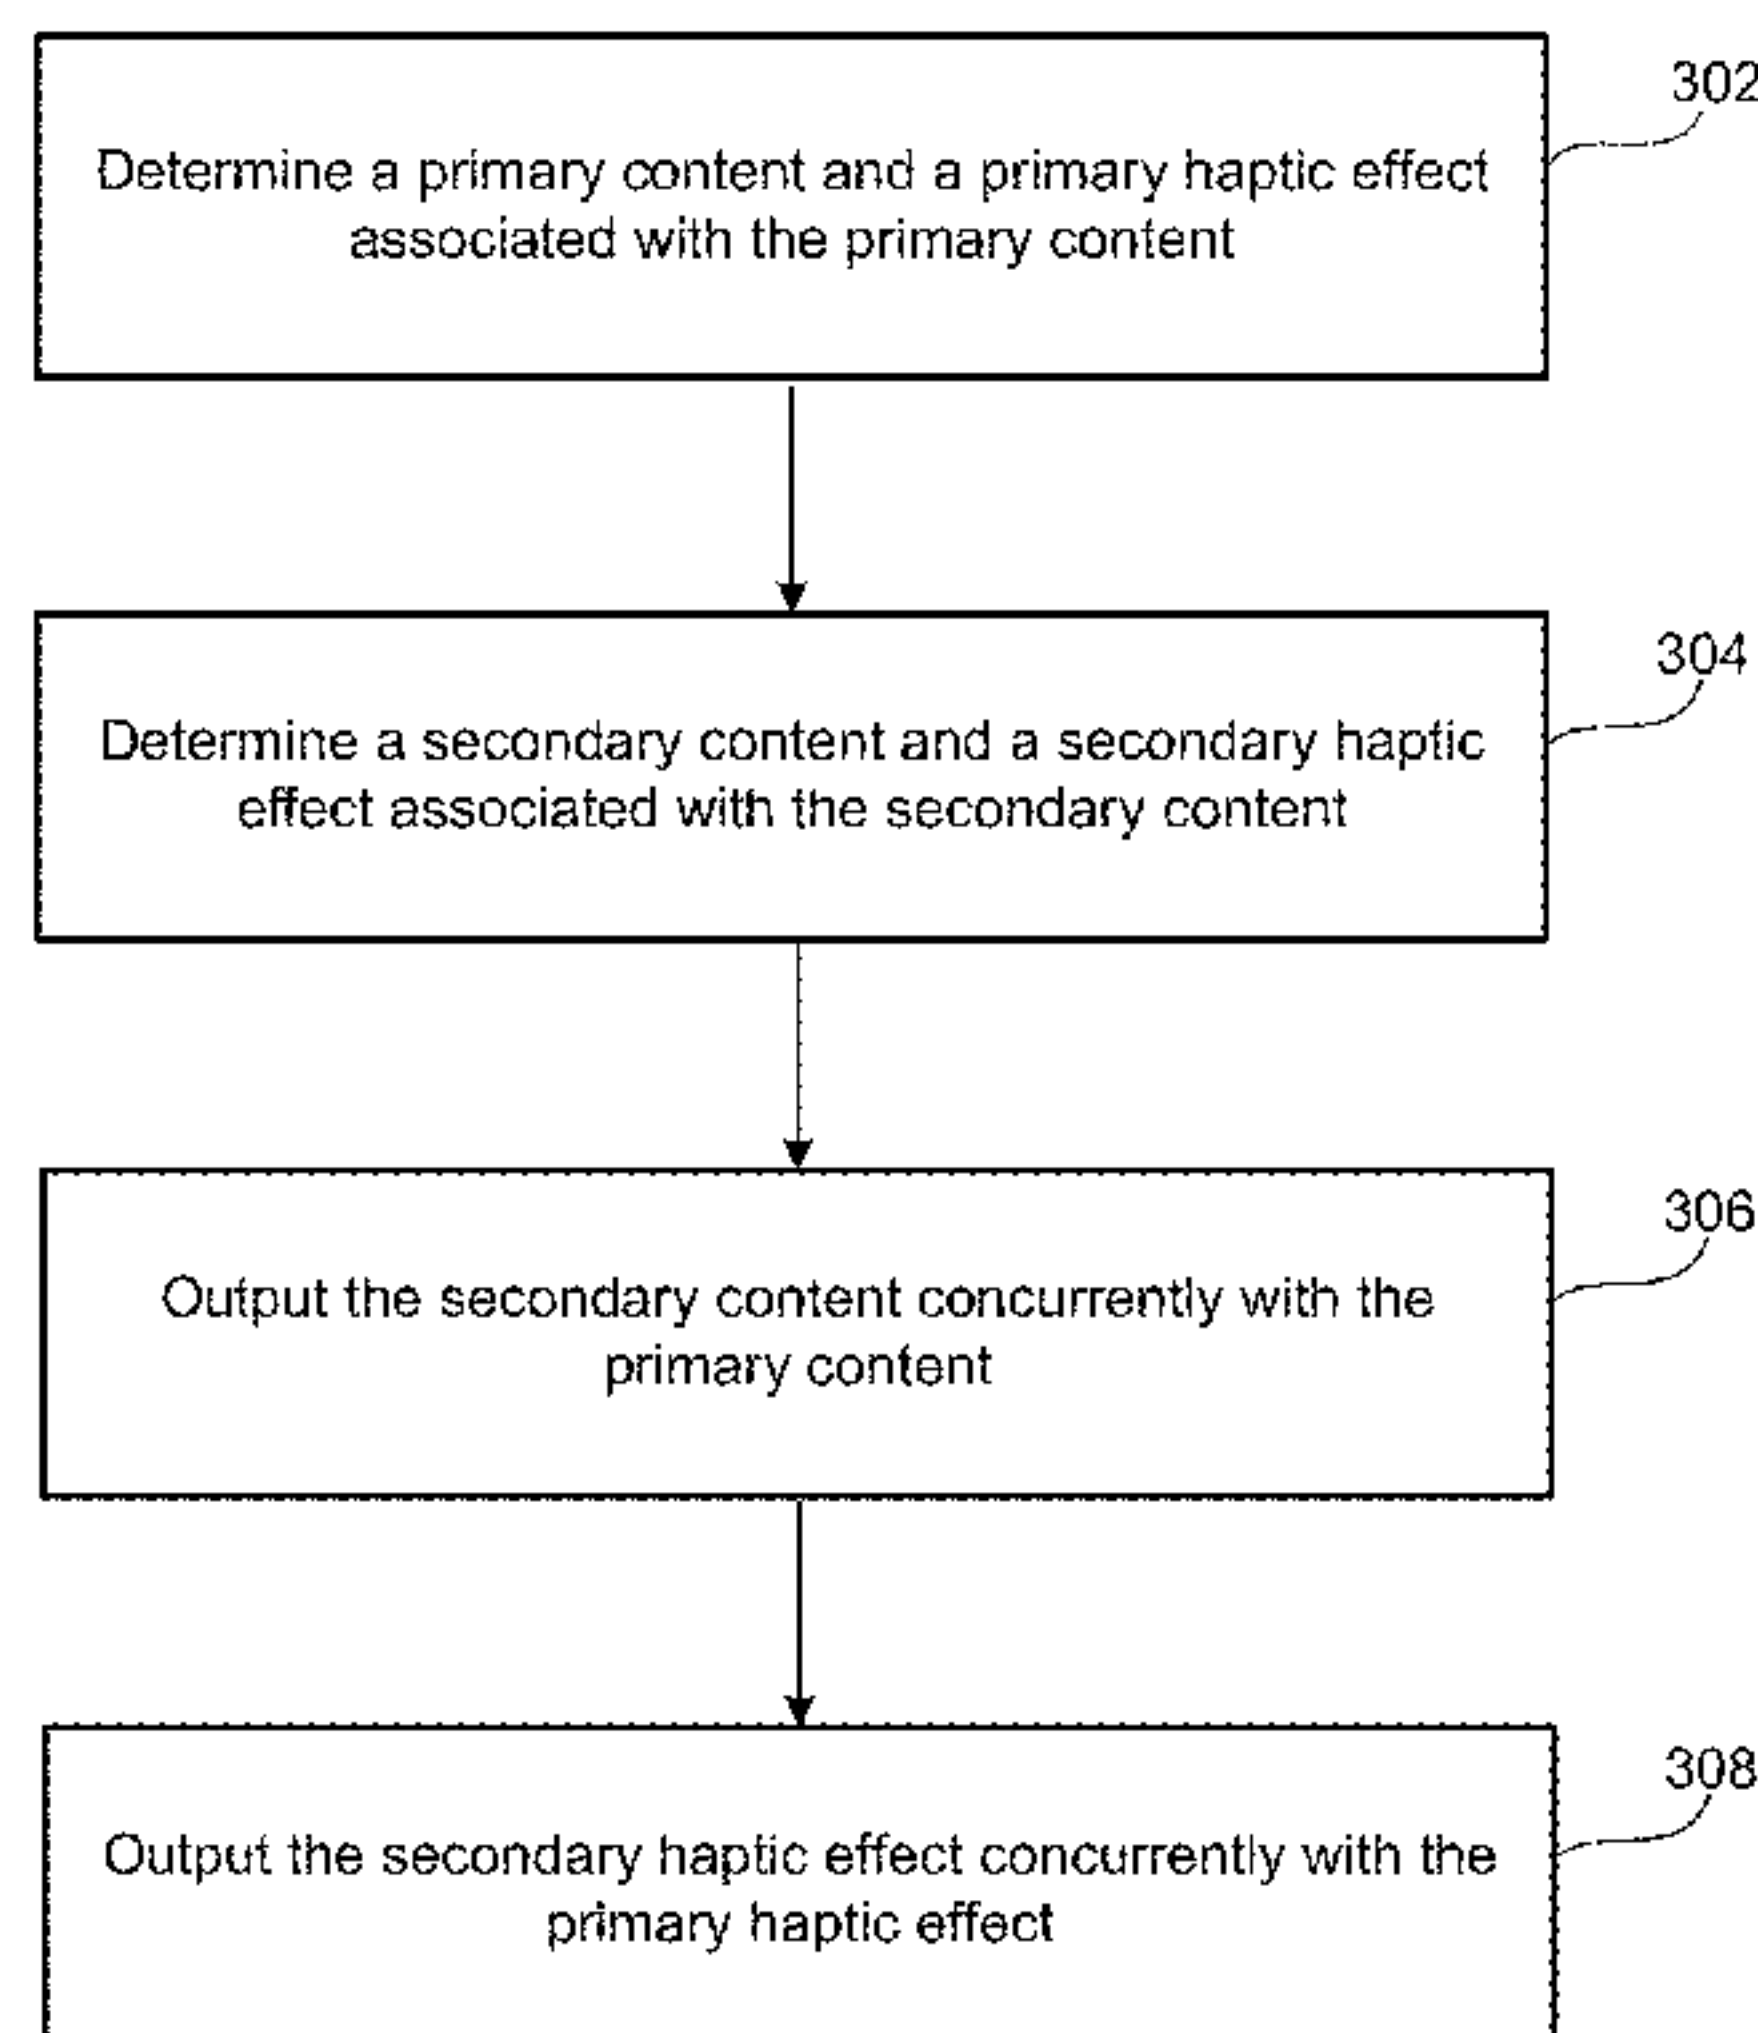 302
Determine a primary content and a primary haptic effect
associated with the primary content
304
Determine a secondary content and a secondary haptic
effect associated with the secondary content
306
Output the secondary content concurrently with the
primary content
308
Output the secondary haptic effect concurrently with the
primary haptic effect